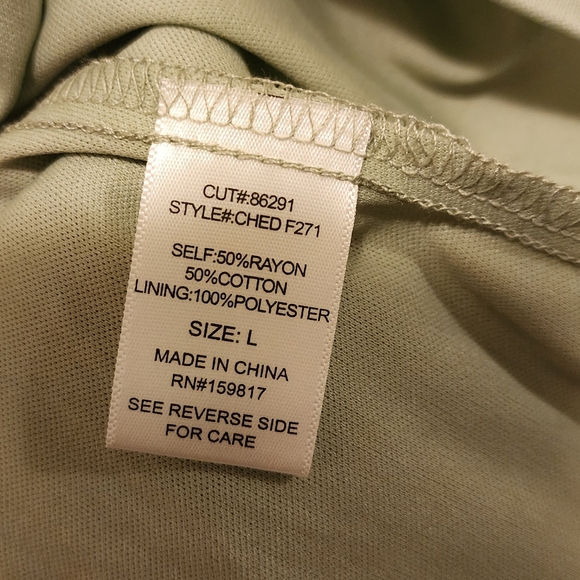 CUT#:86291
STYLE#:CHED F271
SELF:50%RAYON
50%COTTON
LINING:100%POLYESTER
SIZE: L
MADE IN CHINA
RN#159817
SEE REVERSE SIDE
FOR CARE